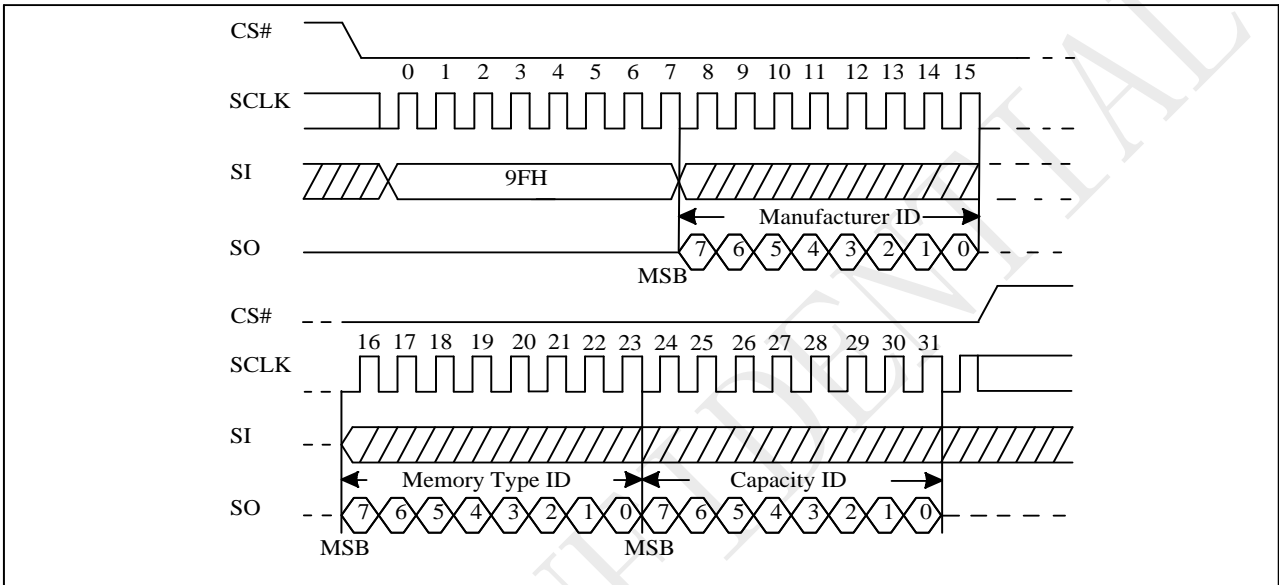 CS#
0 1 2 3 4 5 6 7 8 9 10 11 12 13 14 15
SCLK
SI
9FH
Manufacturer ID
SO
7 6 5 4 3 2 1 0
MSB
CS#
16 17 18 19 20 21 22 23 24 25 26 27 28 29 30 31
SCLK
SI
Memory Type ID Capacity ID
SO
7 6 5 4 3 2 1 0 7 6 5 4 3 2 1 0
MSB MSB